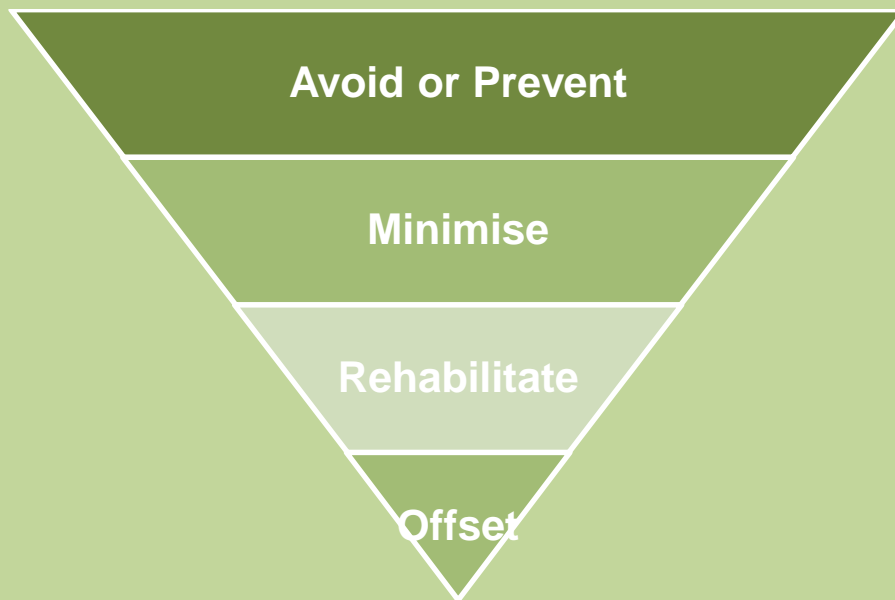 Avoid or Prevent
Minimise
Rehabilitate
Offset